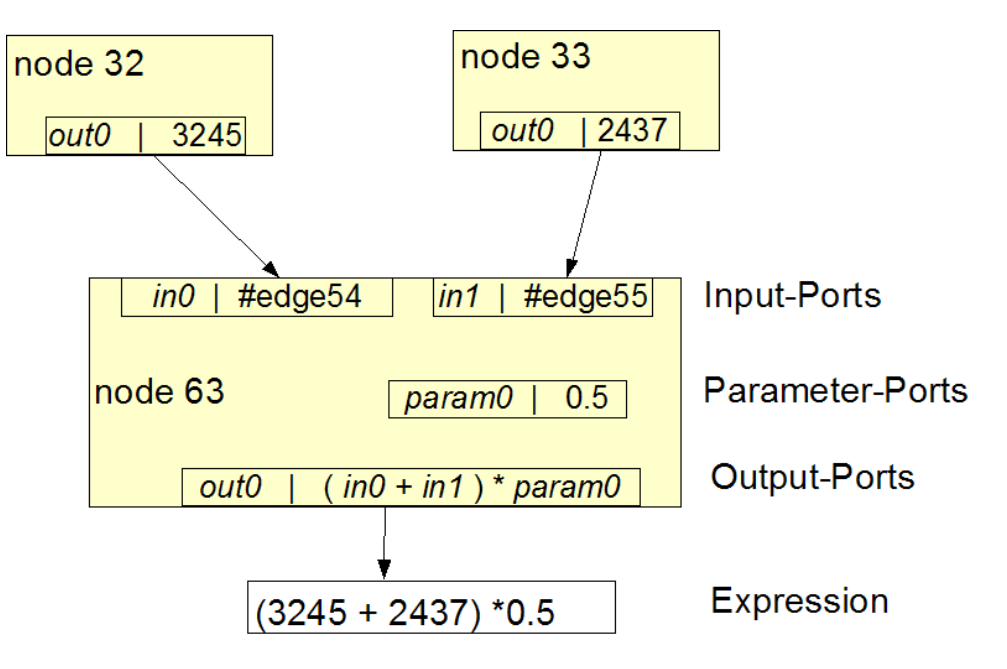 node 32
node 33
out0 | 3245
out0 | 2437
in0 | #edge54
in1 | #edge55
Input-Ports
node 63
param0 | 0.5
Parameter-Ports
out0 | ( in0 + in1 ) * param0
Output-Ports
(3245 + 2437) *0.5
Expression